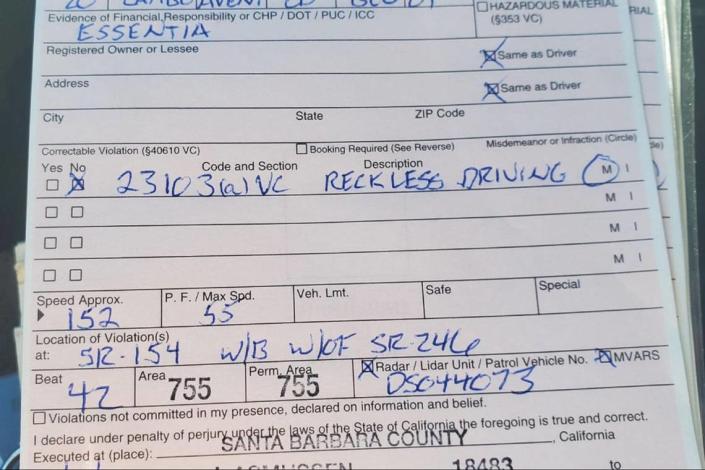 Evidence of Financial Responsibility or CHP / DOT / PUC / ICC
ESSENTIA
HAZARDOUS MATERIAL
(§353 VC)
RIAL
Registered Owner or Lessee
Same as Driver
Address
Same as Driver
City State ZIP Code
Correctable Violation (§40610 VC) Booking Required (See Reverse) Misdemeanor or Infraction (Circle)
Yes No Code and Section Description
23103(a) VC RECKLESS DRIVING M I
M I
M I
M I
Speed Approx. P. F. / Max Spd. Veh. Lmt. Safe Special
152 55
Location of Violation(s)
at: SR-154 W/B W/OF SR-246
Beat Area Perm. Area Radar / Lidar Unit / Patrol Vehicle No. MVARS
42 755 755 DS044073
Violations not committed in my presence, declared on information and belief.
I declare under penalty of perjury under the laws of the State of California the foregoing is true and correct.
Executed at (place): SANTA BARBARA COUNTY, California
18483 to